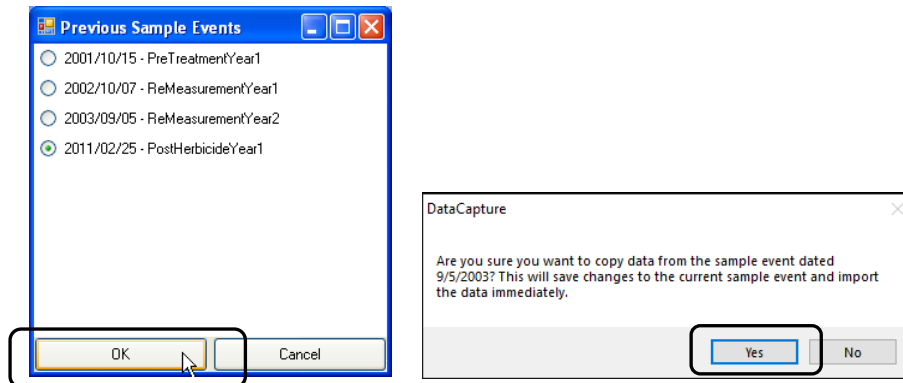 Previous Sample Events
2001/10/15 - PreTreatmentYear1
2002/10/07 - ReMeasurementYear1
2003/09/05 - ReMeasurementYear2
2011/02/25 - PostHerbicideYear1
OK
Cancel
DataCapture
Are you sure you want to copy data from the sample event dated
9/5/2003? This will save changes to the current sample event and import
the data immediately.
Yes
No